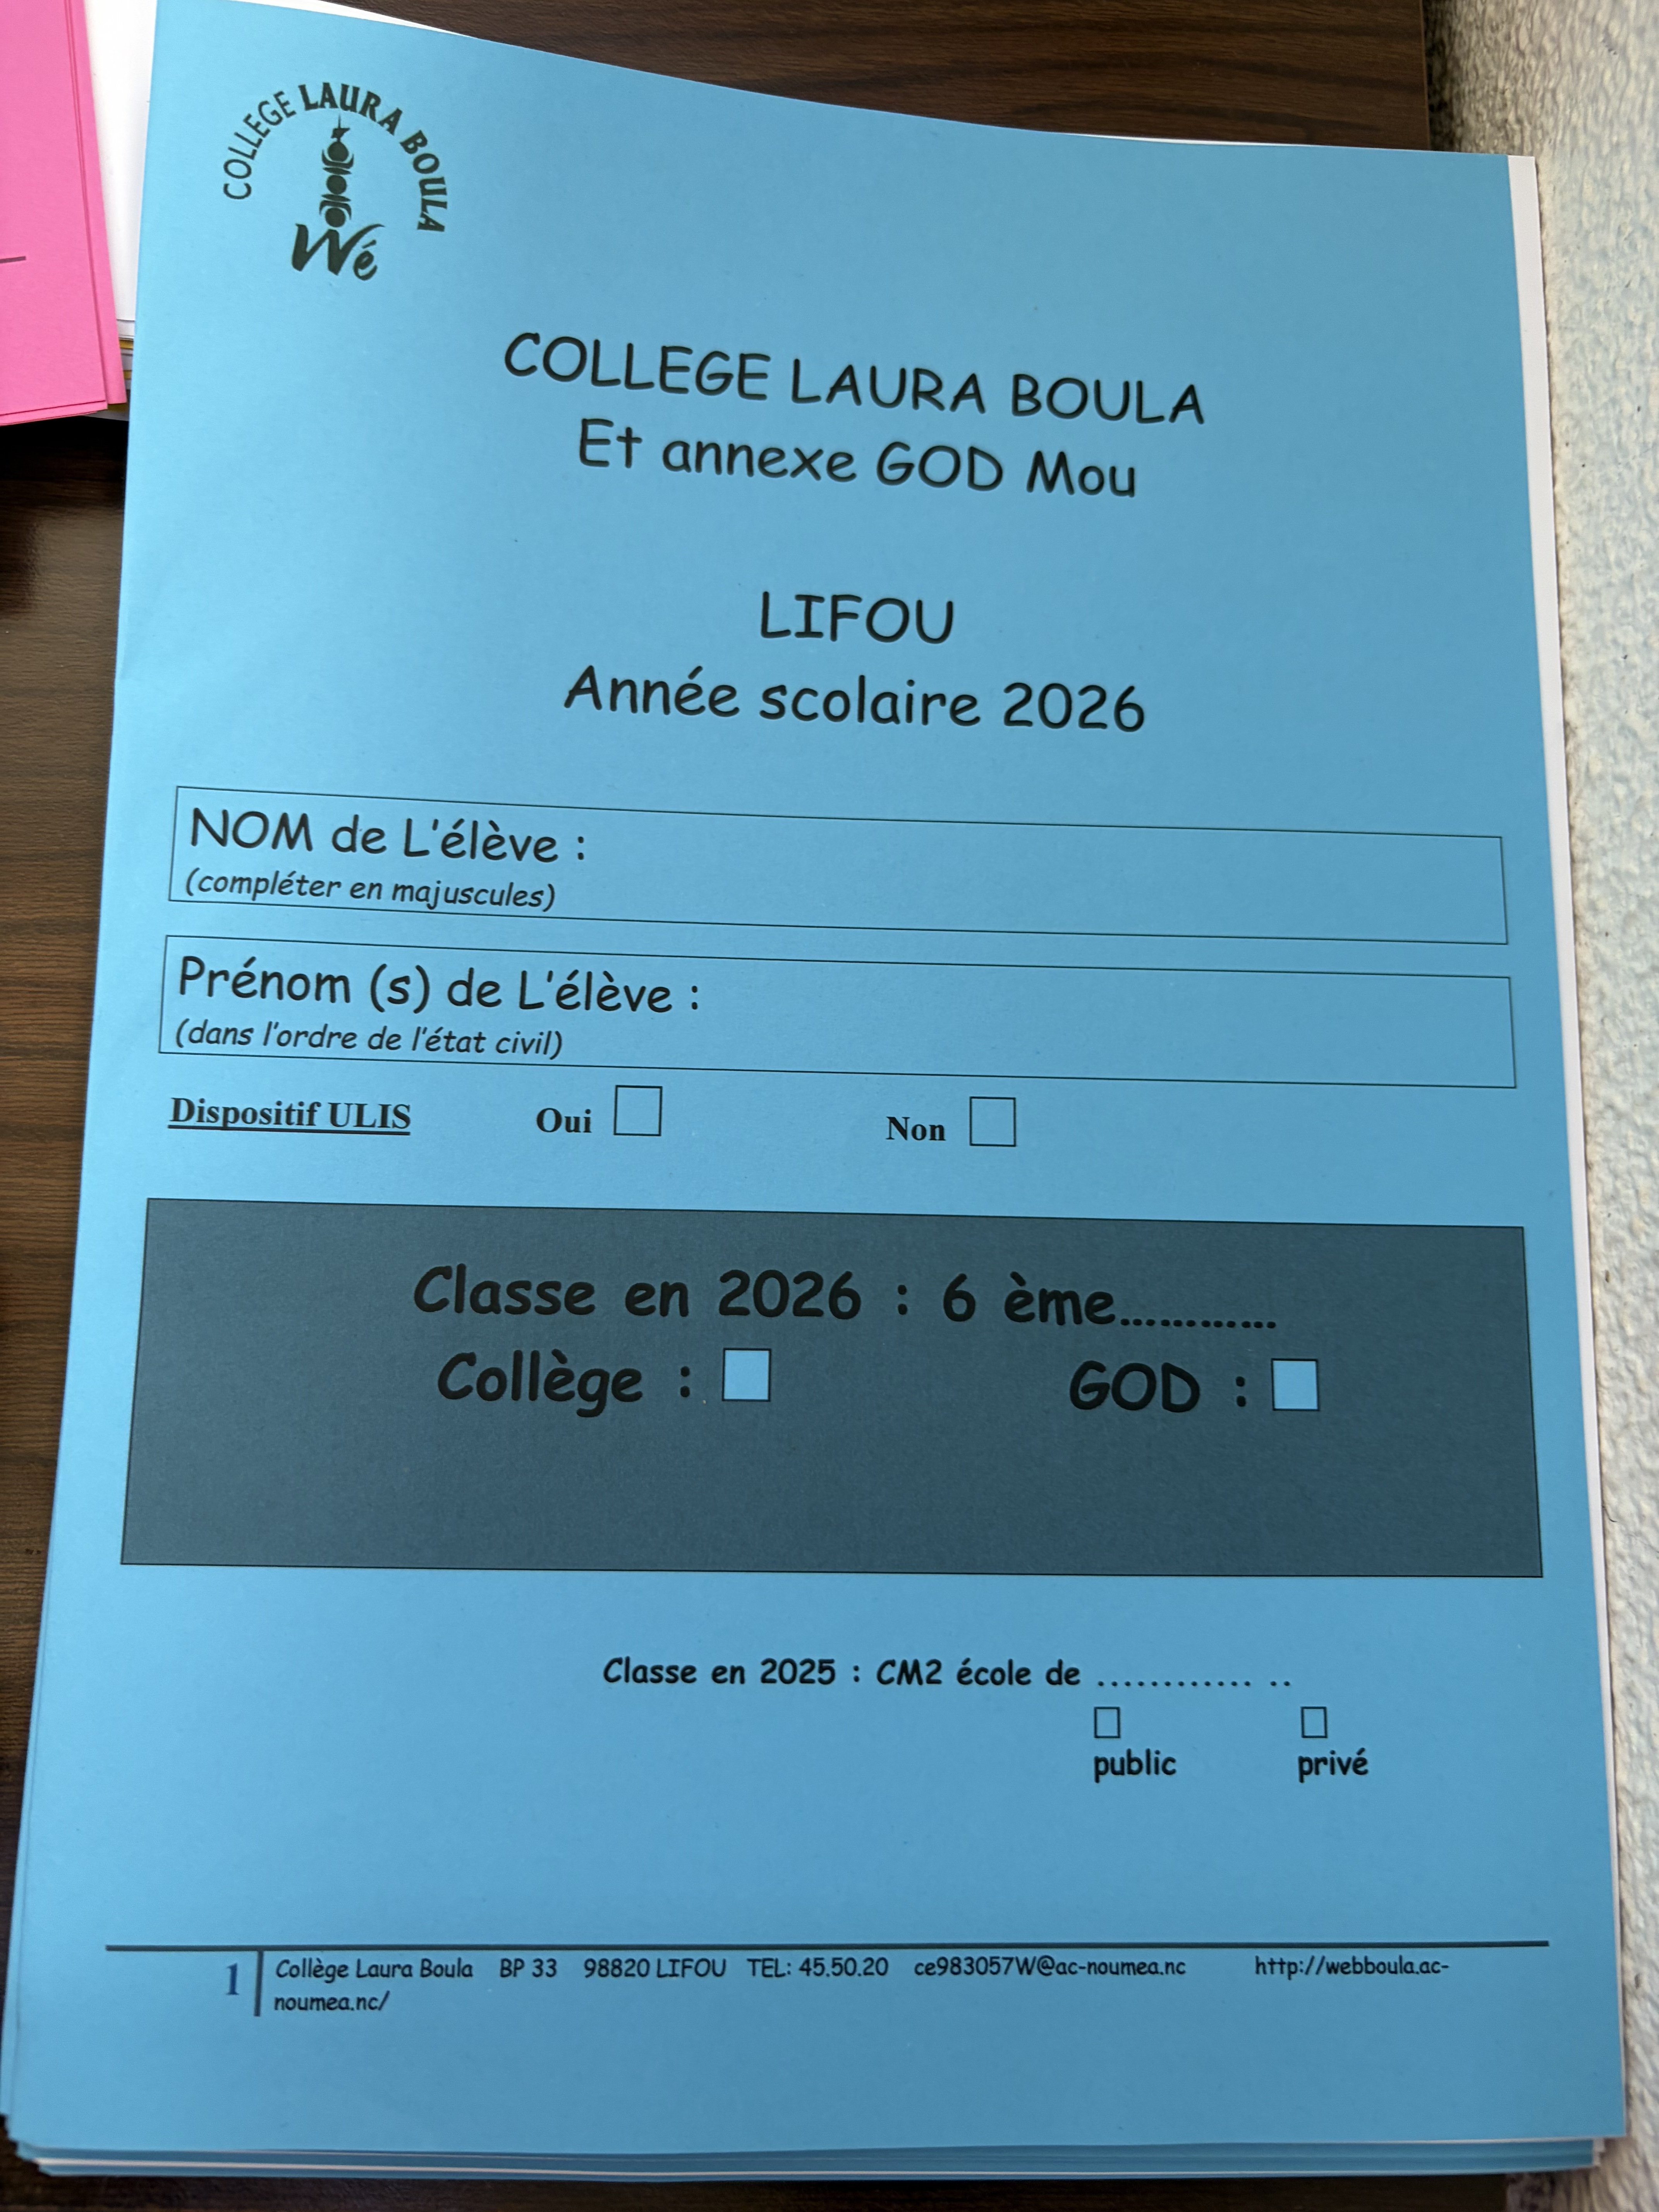 COLLEGE LAURA BOULA
Wé
COLLEGE LAURA BOULA
Et annexe GOD Mou
LIFOU
Année scolaire 2026
NOM de L'élève :
(compléter en majuscules)
Prénom (s) de L'élève :
(dans l'ordre de l'état civil)
Dispositif ULIS Oui Non
Classe en 2026 : 6 ème............
Collège : GOD :
Classe en 2025 : CM2 école de ............ ..
public privé
1 Collège Laura Boula BP 33 98820 LIFOU TEL: 45.50.20 ce983057W@ac-noumea.nc http://webboula.ac-
noumea.nc/